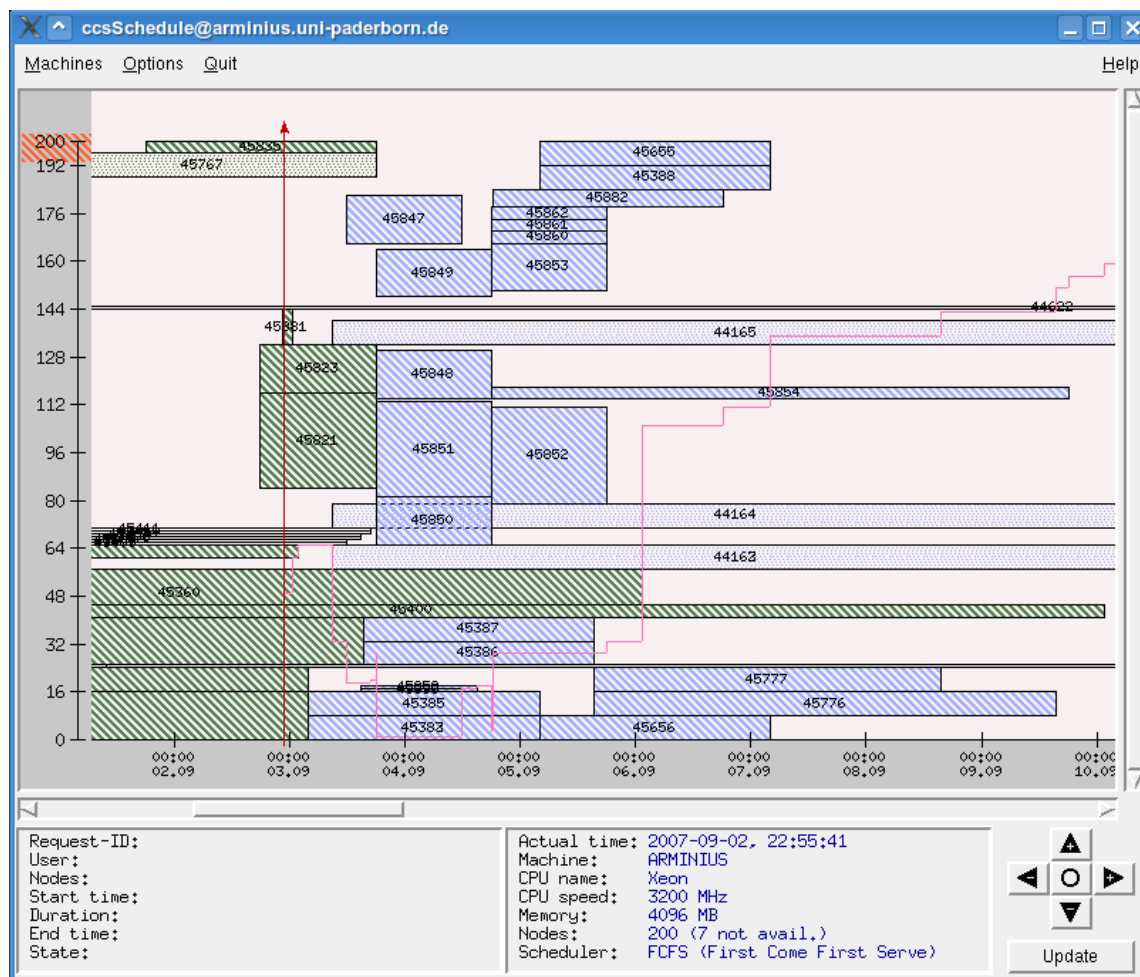 ccsSchedule@arminius.uni-paderborn.de
Machines Options Quit Help
200
192
176
160
144
128
112
96
80
64
48
32
16
0
45835
45767
45655
45388
45882
45847
45862
45861
45860
45849
45853
44622
45881
44165
45823
45848
45854
45821
45851
45852
45850
44164
45360
45400
45387
45386
45777
45385
45776
45656
00:00 00:00 00:00 00:00 00:00 00:00 00:00 00:00 00:00
02.09 03.09 04.09 05.09 06.09 07.09 08.09 09.09 10.09
Request-ID:
User:
Nodes:
Start time:
Duration:
End time:
State:
Actual time: 2007-09-02, 22:55:41
Machine: ARMINIUS
CPU name: Xeon
CPU speed: 3200 MHz
Memory: 4096 MB
Nodes: 200 (7 not avail.)
Scheduler: FCFS (First Come First Serve)
Update